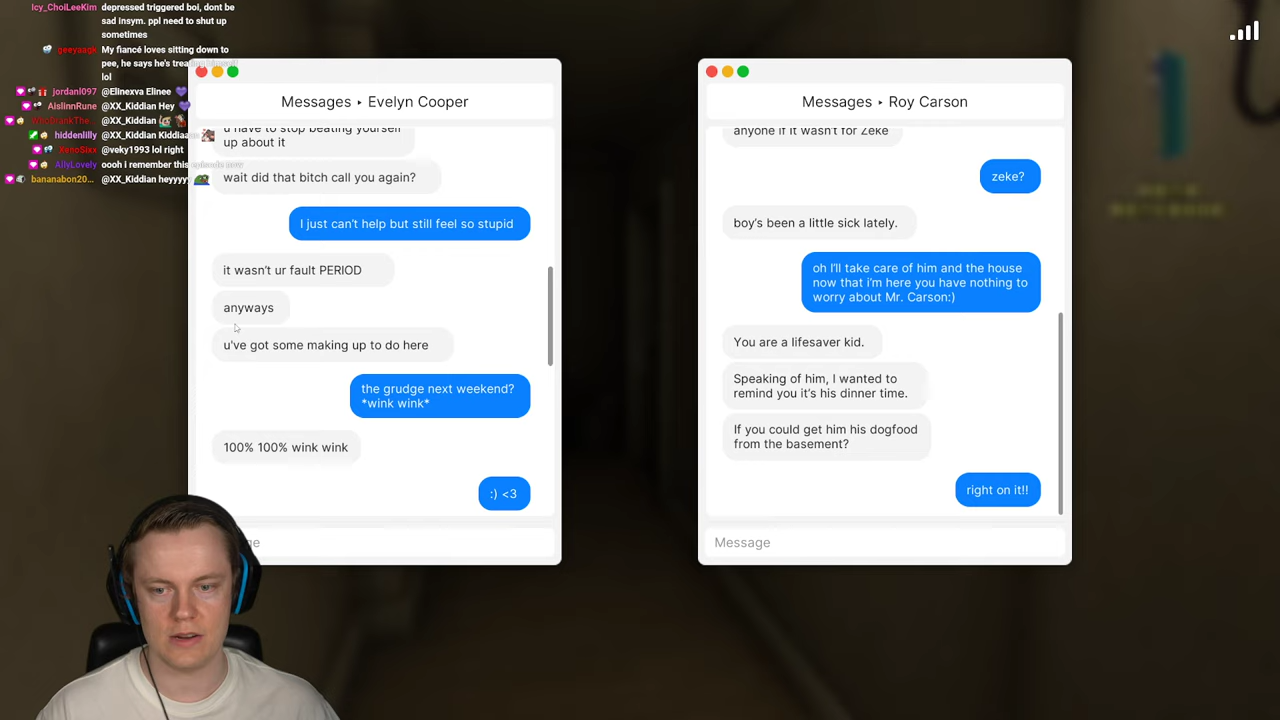 Icy_ChoiLeeKim depressed triggered boi, dont be
sad insym. ppl need to shut up
sometimes
geeyaage My fiancé loves sitting down to
pee, he says he's
lol
jordanl01 @Elinexva Elinee
AislinnRune @XX_Kiddian Hey
@XX_Kiddian
hiddenlilly @XX_Kiddian
XenoSixx @veky1993 lol right
AllyLovely oooh i remember this episode now
bananabon20... @XX_Kiddian heyyyy
Messages ▸ Evelyn Cooper
u have to stop beating yourself
up about it
wait did that bitch call you again?
I just can't help but still feel so stupid
it wasn't ur fault PERIOD
anyways
u've got some making up to do here
the grudge next weekend?
*wink wink*
100% 100% wink wink
:) <3
Messages ▸ Roy Carson
anyone if it wasn't for Zeke
zeke?
boy's been a little sick lately.
oh I'll take care of him and the house
now that i'm here you have nothing to
worry about Mr. Carson:)
You are a lifesaver kid.
Speaking of him, I wanted to
remind you it's his dinner time.
If you could get him his dogfood
from the basement?
right on it!!
Message